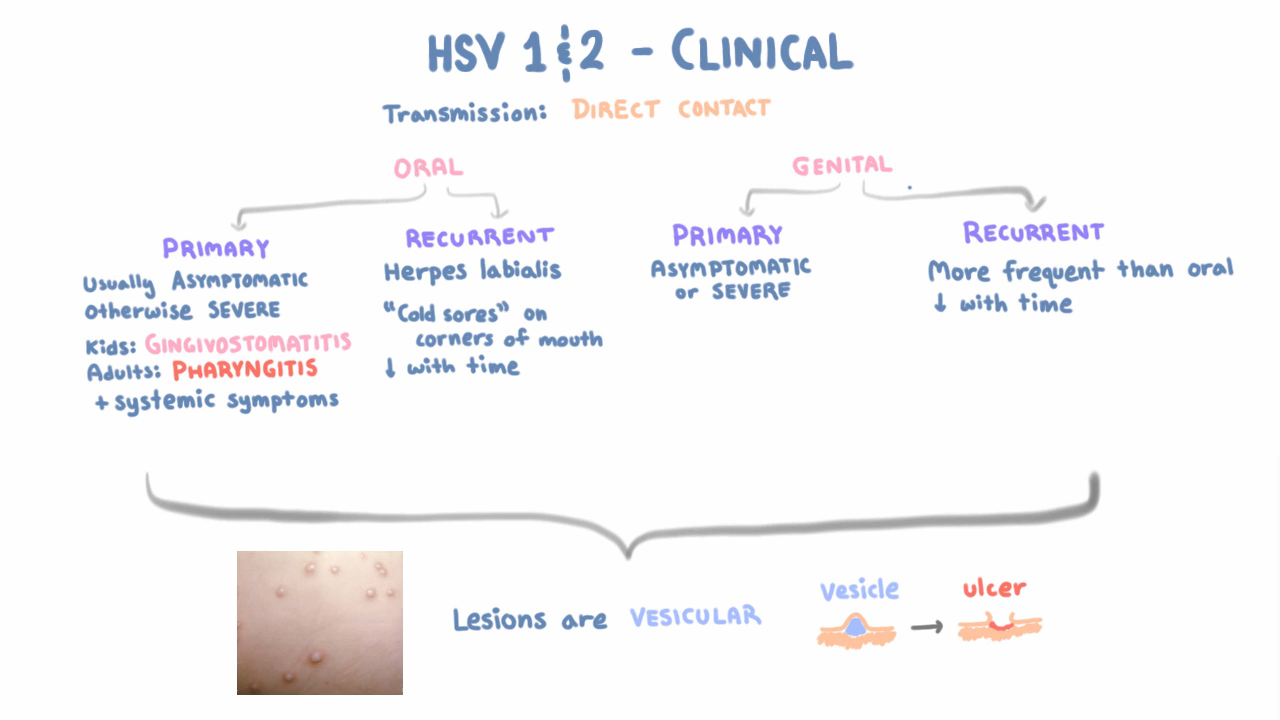 HSV 1 & 2 - CLINICAL
Transmission: DIRECT CONTACT
ORAL
PRIMARY
Usually ASYMPTOMATIC
otherwise SEVERE
Kids: GINGIVOSTOMATITIS
Adults: PHARYNGITIS
+ systemic symptoms
RECURRENT
Herpes labialis
"Cold sores" on
corners of mouth
↓ with time
GENITAL
PRIMARY
ASYMPTOMATIC
or SEVERE
RECURRENT
More frequent than oral
↓ with time
Lesions are VESICULAR
vesicle → ulcer